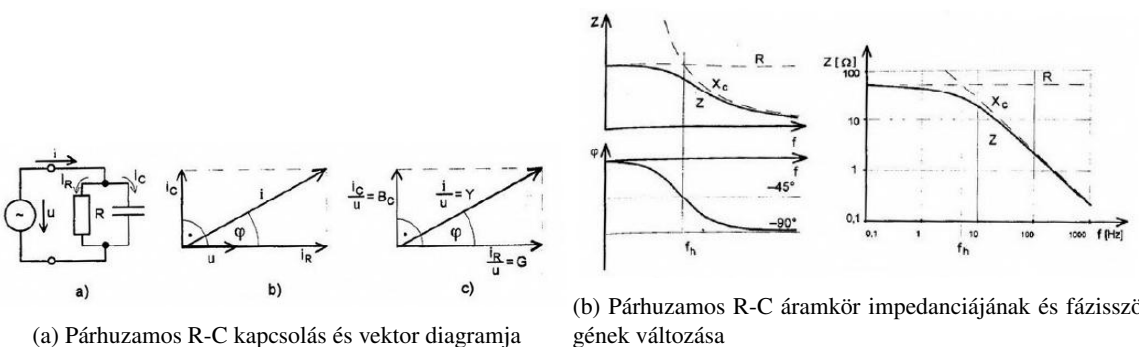 i
i_R
i_C
u
R
a)
i_C
i
φ
u
i_R
b)
i_C/u = B_C
i/u = Y
φ
i_R/u = G
c)
(a) Párhuzamos R-C kapcsolás és vektor diagramja
Z
R
X_c
Z
f
φ
f
-45°
-90°
f_h
Z [Ω]
100
R
X_c
10
Z
1
0,1
0.1 1 10 100 1000 f [Hz]
f_h
(b) Párhuzamos R-C áramkör impedanciájának és fázisszö
gének változása